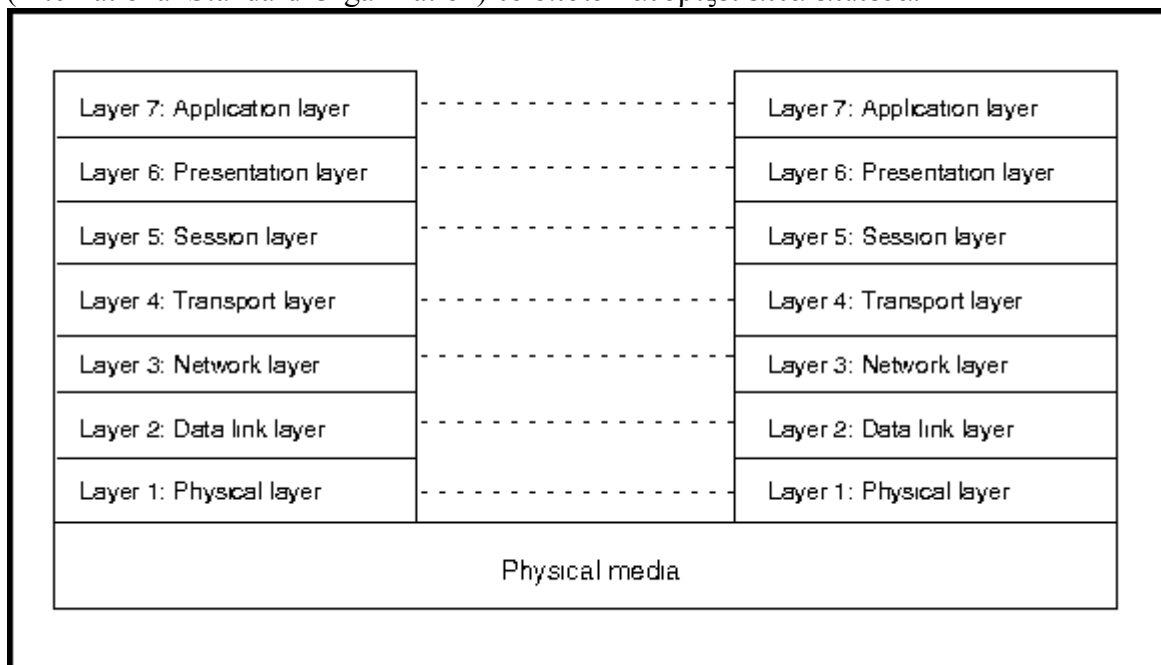 (International Standard Organization)
Layer 7: Application layer
Layer 7: Application layer
Layer 6: Presentation layer
Layer 6: Presentation layer
Layer 5: Session layer
Layer 5: Session layer
Layer 4: Transport layer
Layer 4: Transport layer
Layer 3: Network layer
Layer 3: Network layer
Layer 2: Data link layer
Layer 2: Data link layer
Layer 1: Physical layer
Layer 1: Physical layer
Physical media